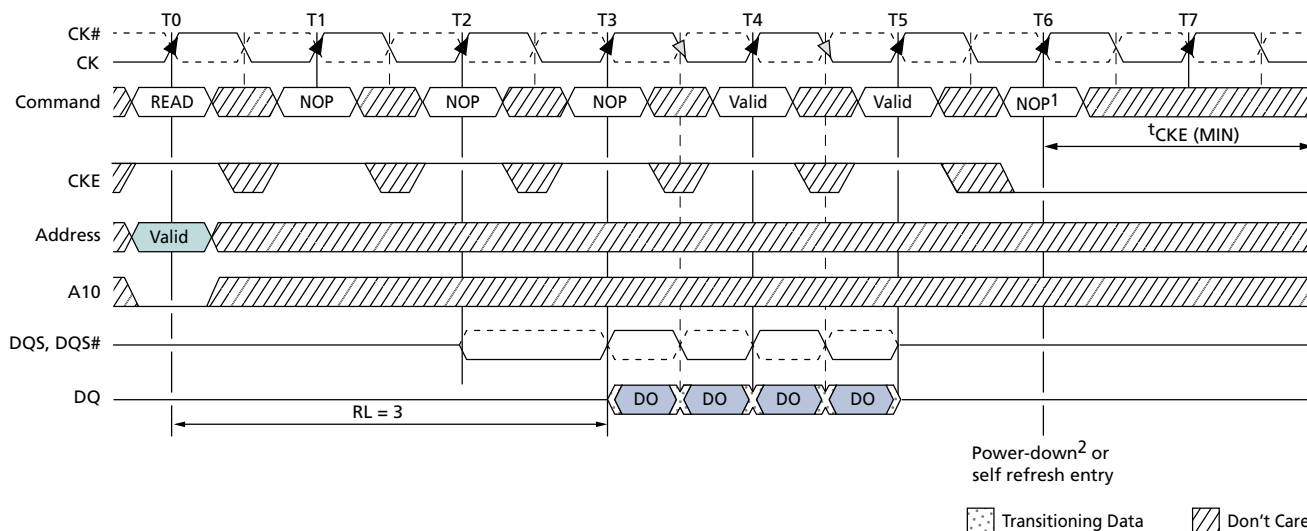 T0 T1 T2 T3 T4 T5 T6 T7
CK#
CK
Command READ NOP NOP NOP Valid Valid NOP1
tCKE (MIN)
CKE
Address Valid
A10
DQS, DQS#
DQ DO DO DO DO
RL = 3
Power-down2 or
self refresh entry
Transitioning Data Don't Care